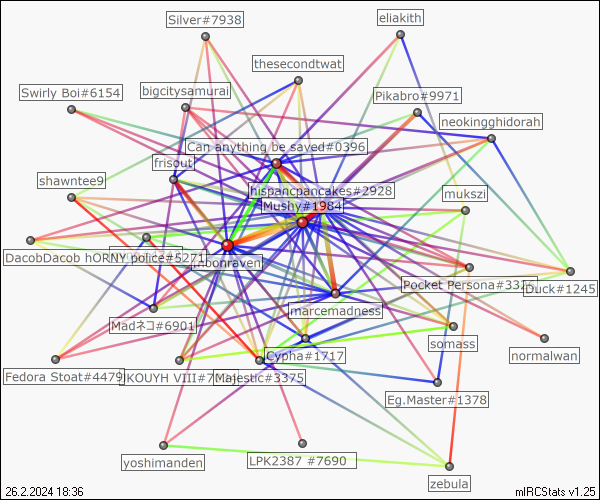 Silver#7938
eliakith
thesecondtwat
Swirly Boi#6154
bigcitysamurai
Pikabro#9971
neokingghidorah
Can anything be saved#0396
frisout
shawntee9
hispancpancakes#2928
mukszi
Mushy#1984
DacobDacob hORNY police#5271
Pocket Persona#332
Duck#1245
Madネコ#6901
marcemadness
somass
Cypha#1717
normalwan
Fedora Stoat#4479
KOUYH VIII#7
Majestic#3375
Eg.Master#1378
yoshimanden
LPK2387 #7690
zebula
26.2.2024 18:36
mIRCStats v1.25